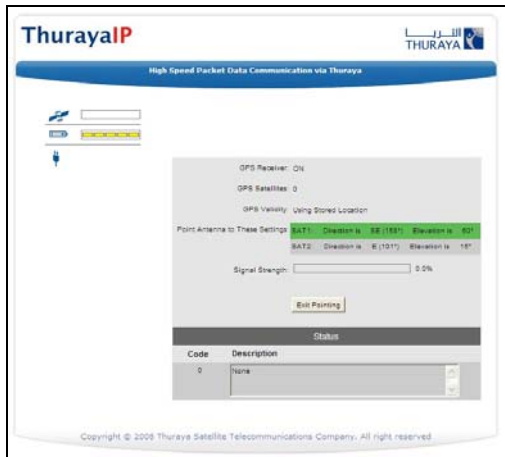 ThurayaIP
الثريا
THURAYA
High Speed Packet Data Communication via Thuraya
GPS Receiver: ON
GPS Satellites: 0
GPS Validity: Using Stored Location
Point Antenna to These Settings SAT1: Direction is SE Elevation is 60°
SAT2: Direction is E (101°) Elevation is
Signal Strength: 0.0%
Exit Pointing
Status
Code Description
0 None
Copyright © 2008 Thuraya Satellite Telecommunications Company. All right reserved